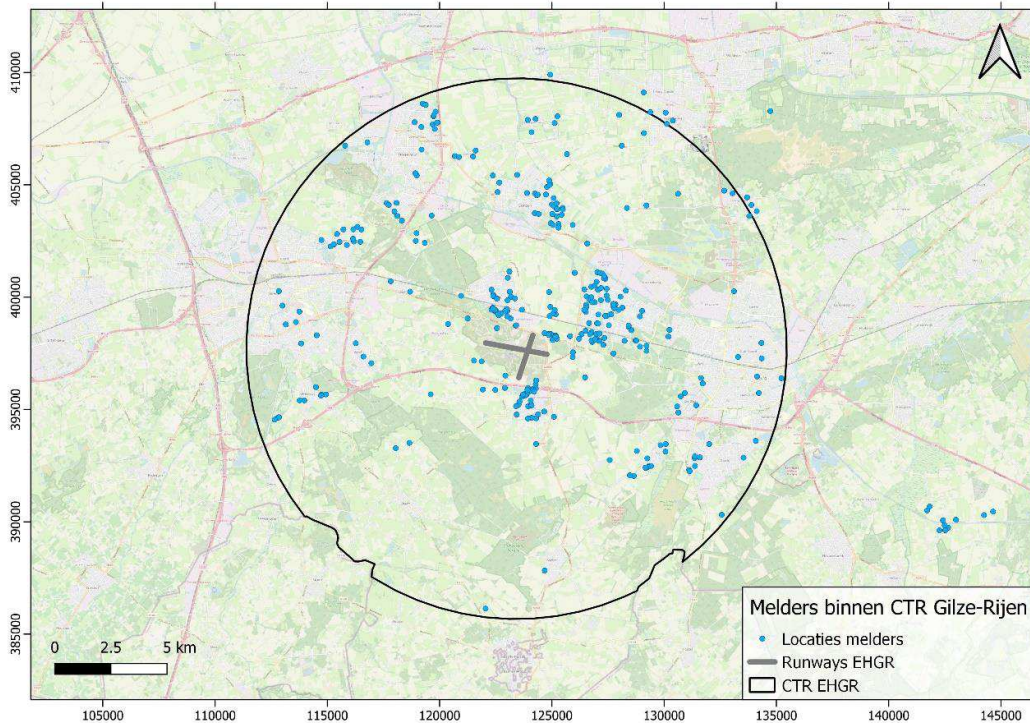 410000
405000
400000
395000
390000
385000
0 2.5 5 km
Melders binnen CTR Gilze-Rijen
Locaties melders
Runways EHGR
CTR EHGR
105000 110000 115000 120000 125000 130000 135000 140000 145000